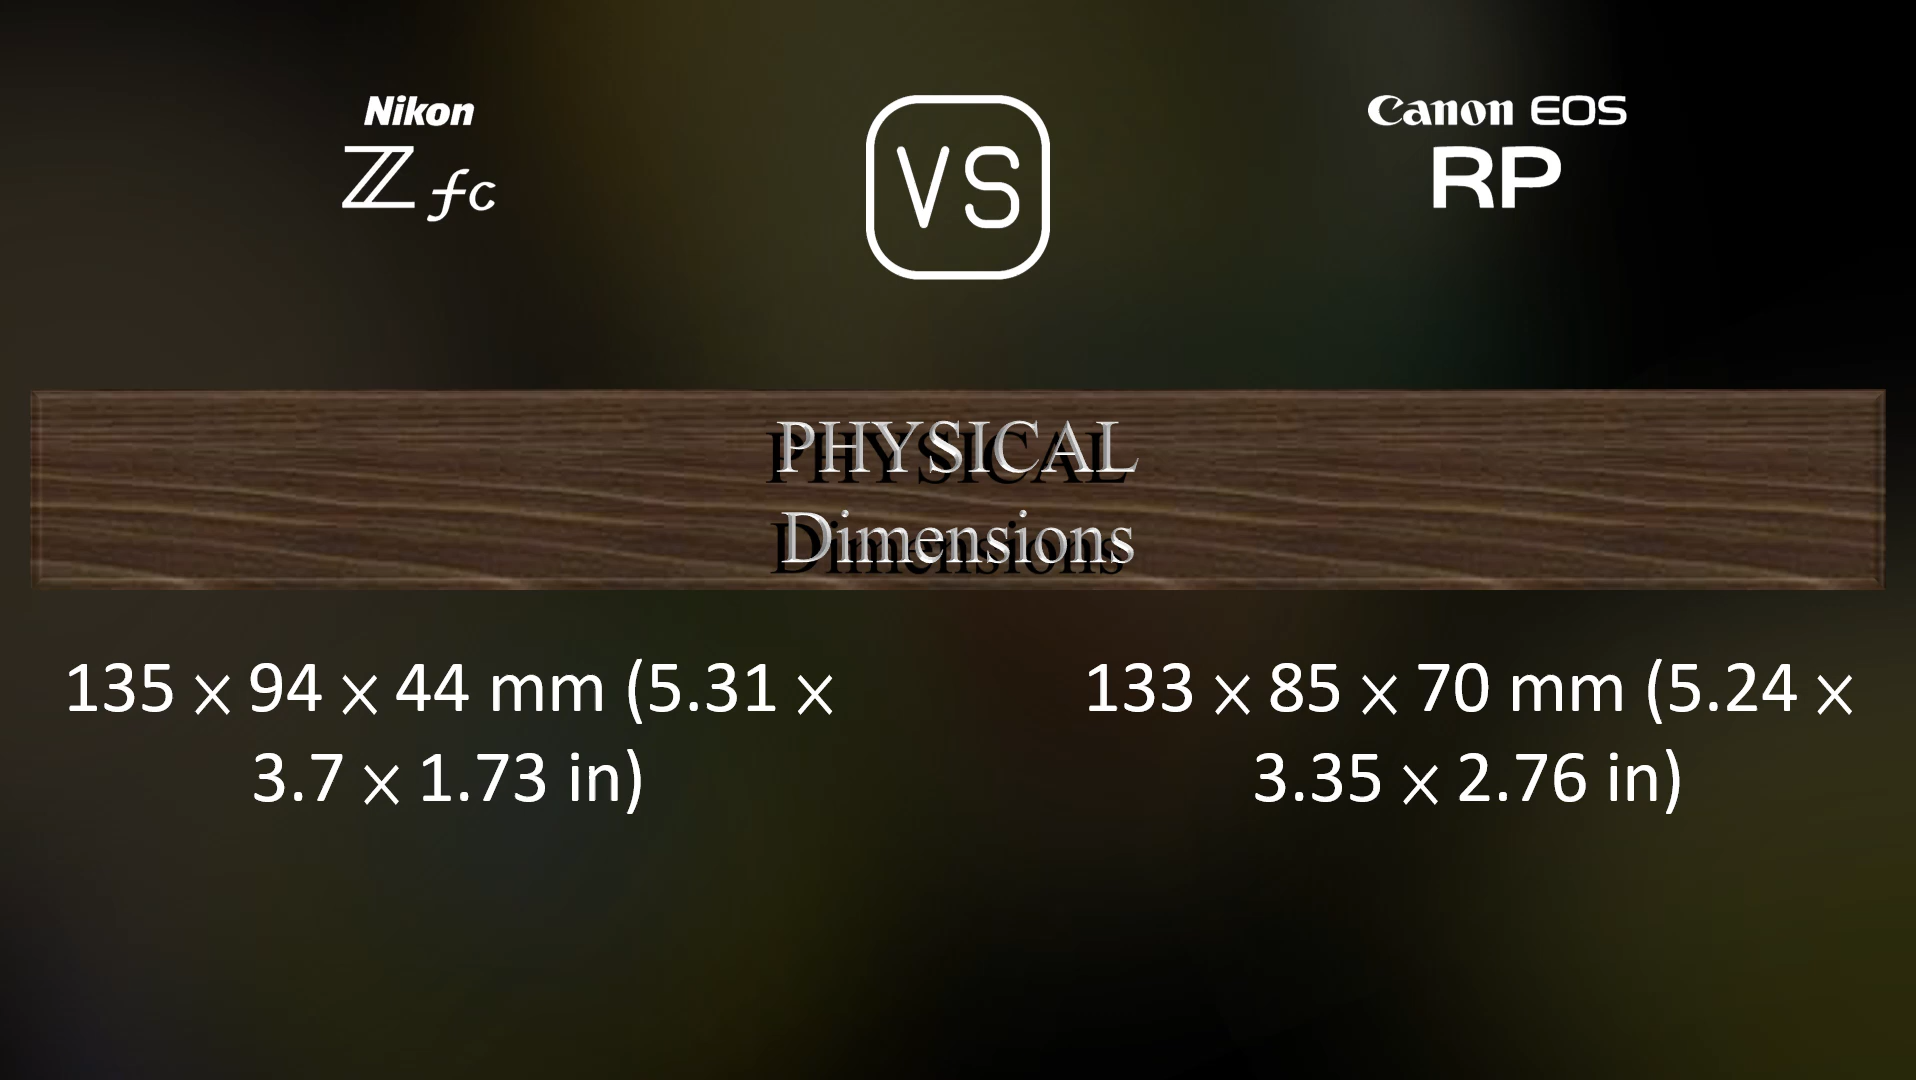 Nikon
Z fc
VS
Canon EOS
RP
PHYSICAL
Dimensions
135 x 94 x 44 mm (5.31 x
3.7 x 1.73 in)
133 x 85 x 70 mm (5.24 x
3.35 x 2.76 in)